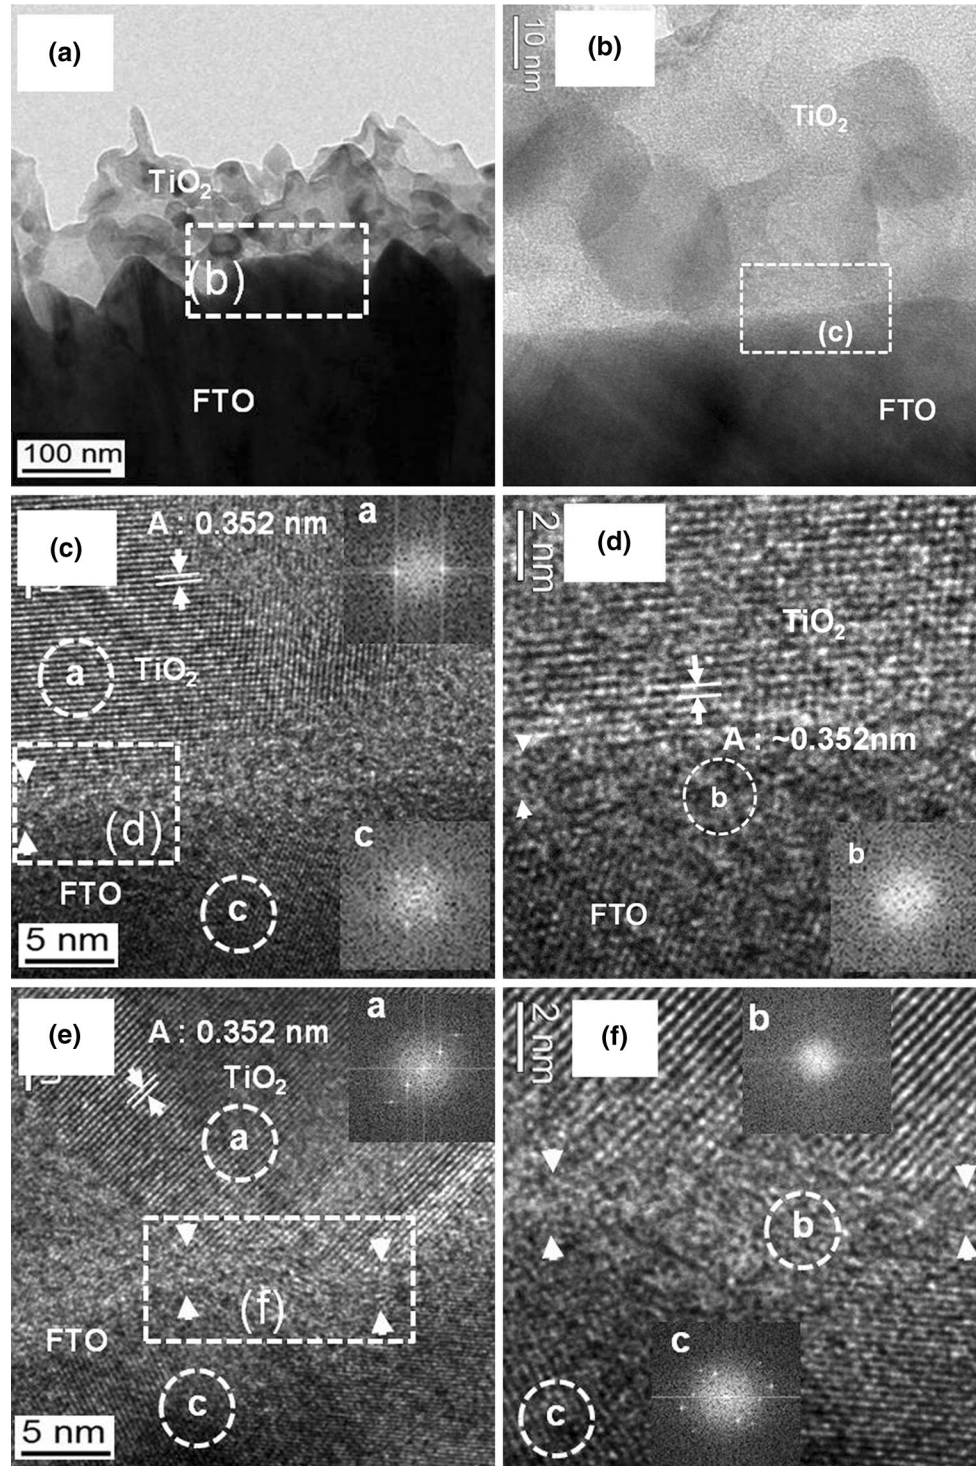 (a)
TiO2
(b)
FTO
100 nm
10 nm
(b)
TiO2
(c)
FTO
(c)
A : 0.352 nm
a
a
TiO2
(d)
c
FTO
c
5 nm
2 nm
(d)
TiO2
A : ~0.352nm
b
b
FTO
(e)
A : 0.352 nm
a
TiO2
a
(f)
FTO
c
5 nm
2 nm
(f)
b
b
c
c